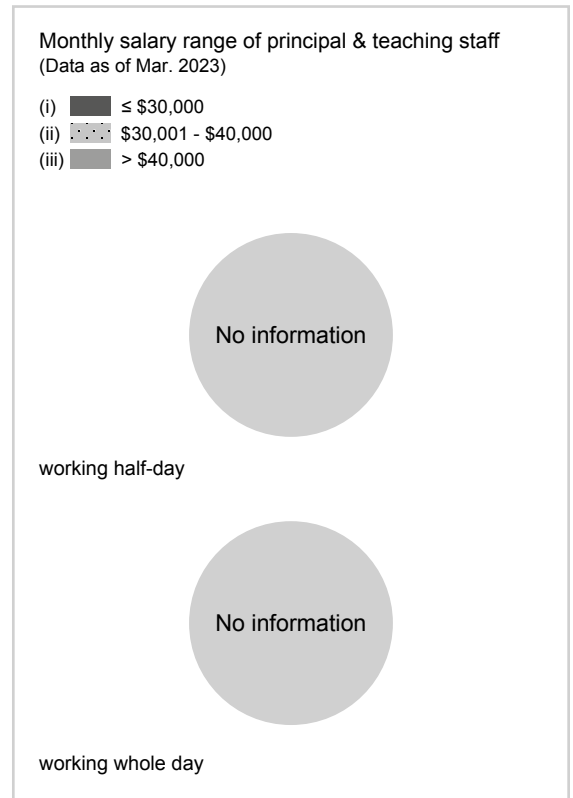 Monthly salary range of principal & teaching staff
(Data as of Mar. 2023)
(i) ≤ $30,000
(ii) $30,001 - $40,000
(iii) > $40,000
No information
working half-day
No information
working whole day